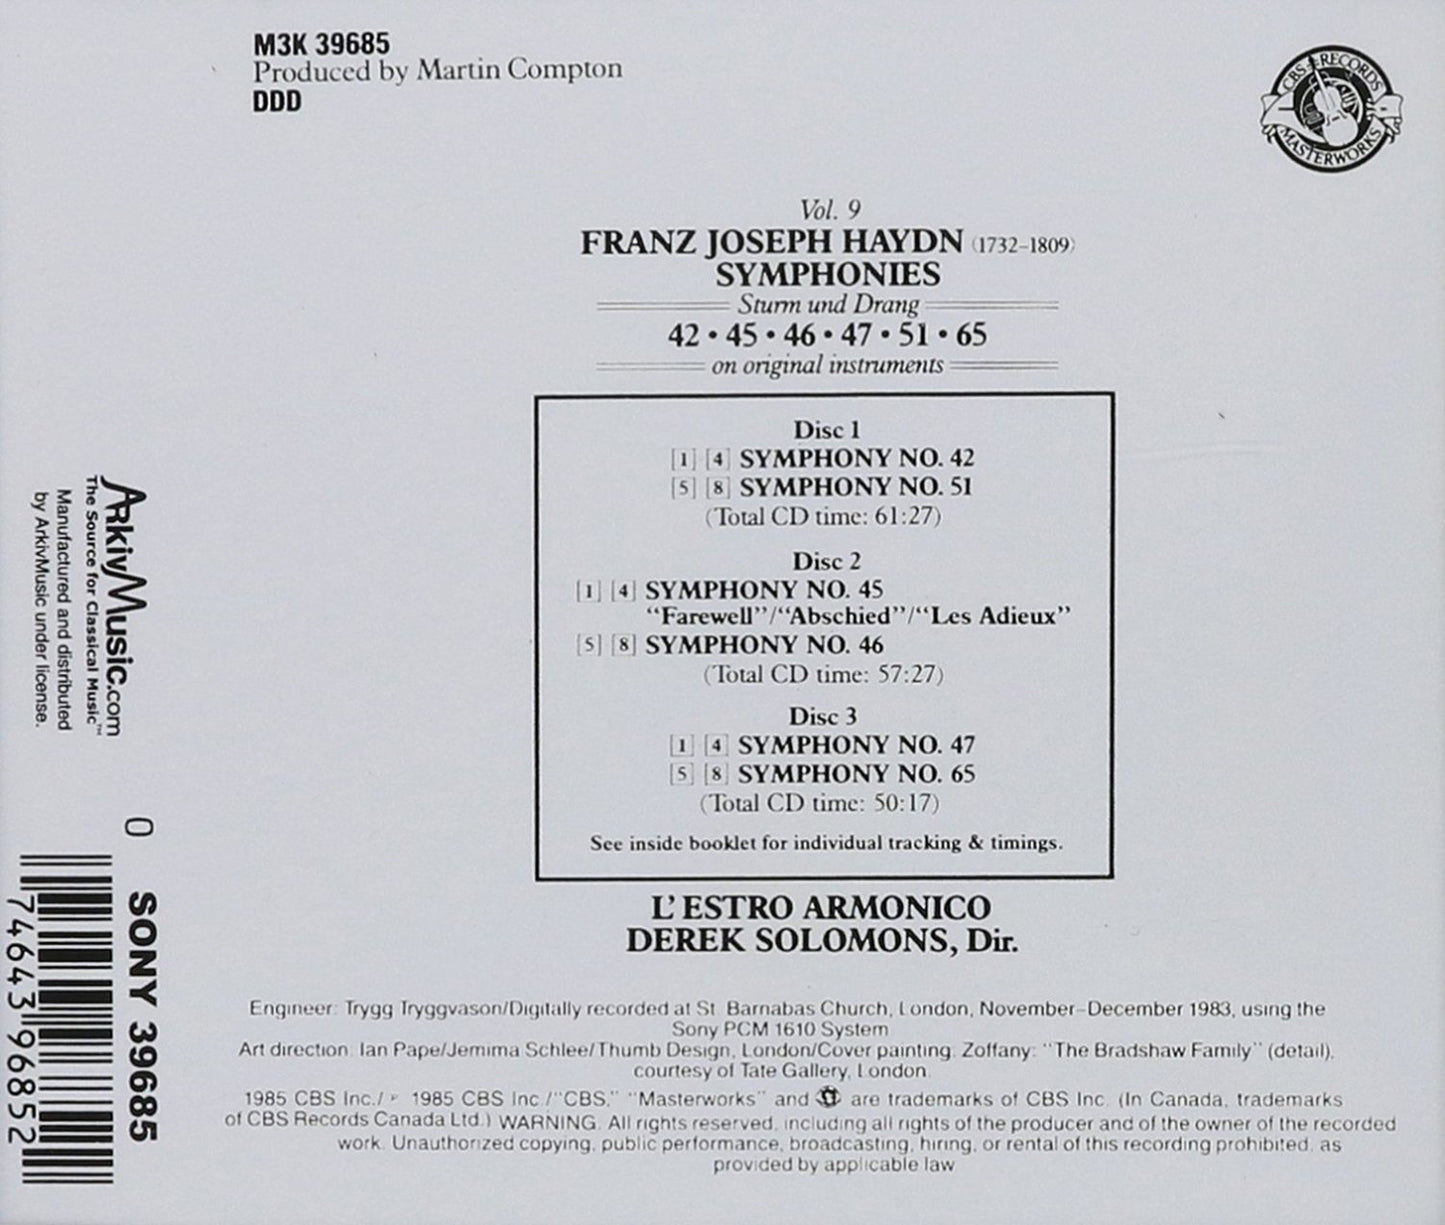 M3K 39685
Produced by Martin Compton
DDD
CBS RECORDS
MASTERWORKS
Vol. 9
FRANZ JOSEPH HAYDN (1732-1809)
SYMPHONIES
Sturm und Drang
42 • 45 • 46 • 47 • 51 • 65
on original instruments
Disc 1
[1] [4] SYMPHONY NO. 42
[5] [8] SYMPHONY NO. 51
(Total CD time: 61:27)
Disc 2
[1] [4] SYMPHONY NO. 45
"Farewell"/"Abschied"/"Les Adieux"
[5] [8] SYMPHONY NO. 46
(Total CD time: 57:27)
Disc 3
[1] [4] SYMPHONY NO. 47
[5] [8] SYMPHONY NO. 65
(Total CD time: 50:17)
See inside booklet for individual tracking & timings.
L'ESTRO ARMONICO
DEREK SOLOMONS, Dir.
Engineer: Trygg Tryggvason/Digitally recorded at St. Barnabas Church, London, November-December 1983, using the
Sony PCM 1610 System
Art direction: Ian Pape/Jemima Schlee/Thumb Design, London/Cover painting: Zoffany: "The Bradshaw Family" (detail),
courtesy of Tate Gallery, London.
1985 CBS Inc./ ℗ 1985 CBS Inc./"CBS," "Masterworks" and are trademarks of CBS Inc. (In Canada, trademarks
of CBS Records Canada Ltd.) WARNING: All rights reserved, including all rights of the producer and of the owner of the recorded
work. Unauthorized copying, public performance, broadcasting, hiring, or rental of this recording prohibited, as
provided by applicable law
ArkivMusic.com
The Source for Classical Music™
Manufactured and distributed
by ArkivMusic under license.
SONY 39685
0
74643 96852